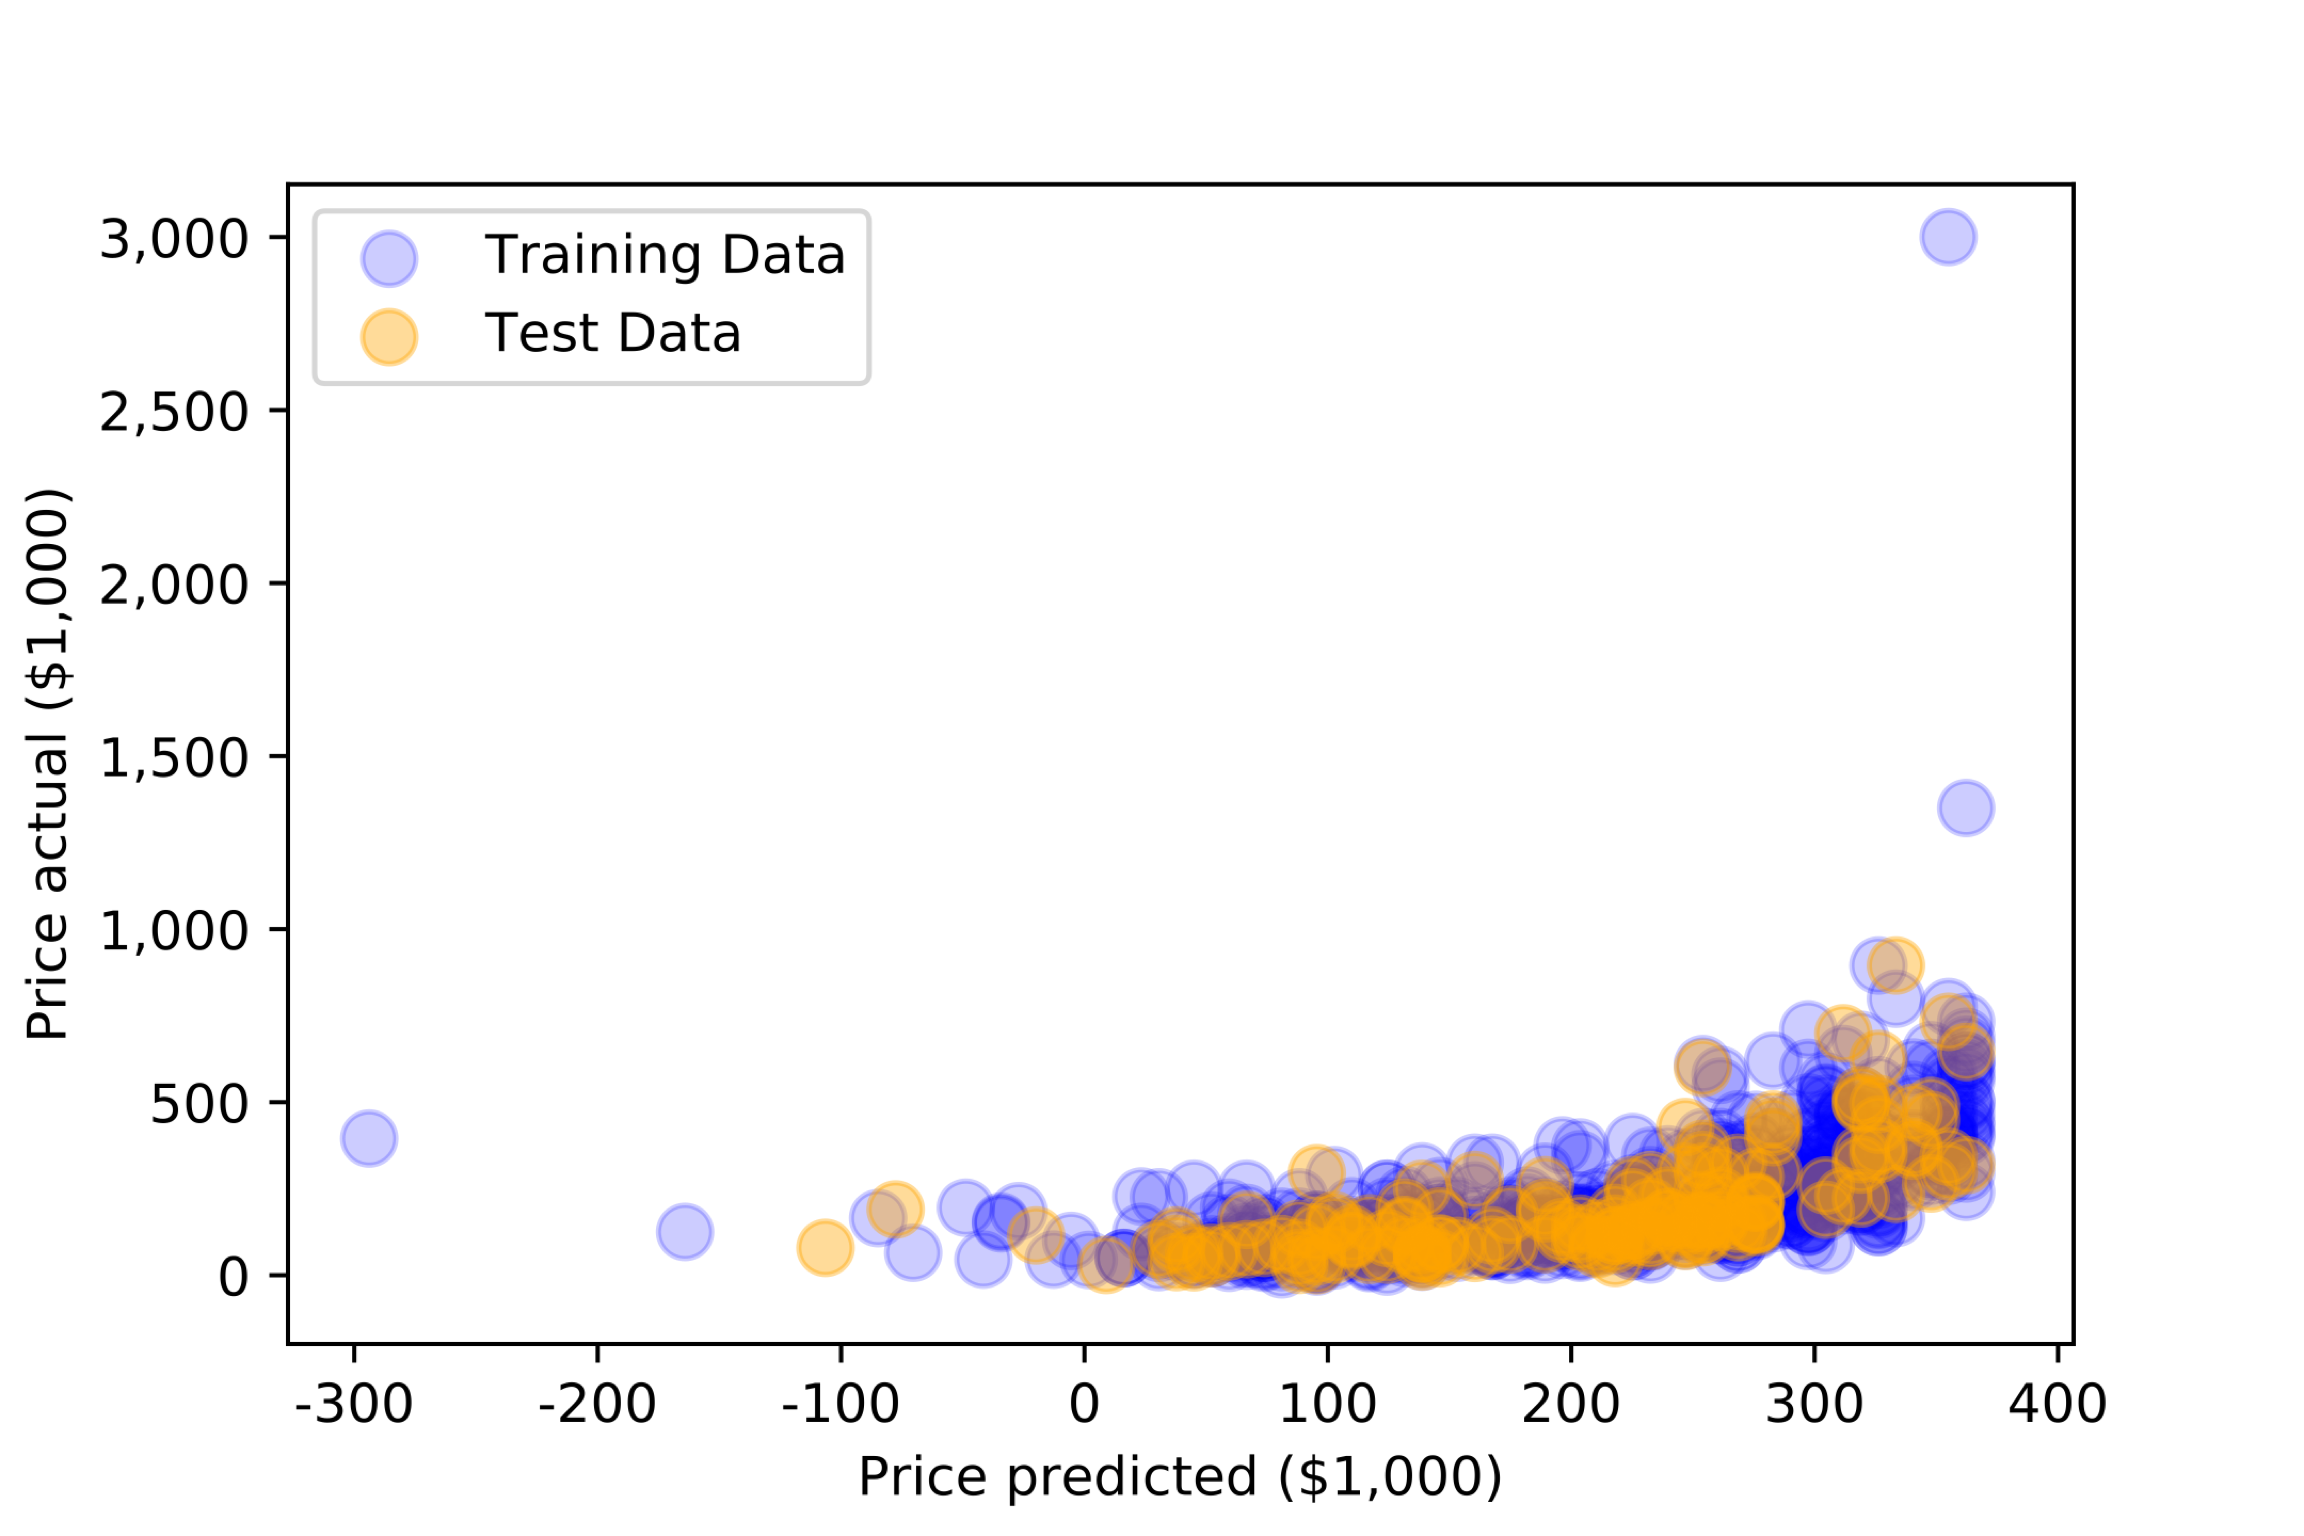 Training Data
Test Data
3,000
2,500
2,000
1,500
1,000
500
0
Price actual ($1,000)
-300 -200 -100 0 100 200 300 400
Price predicted ($1,000)